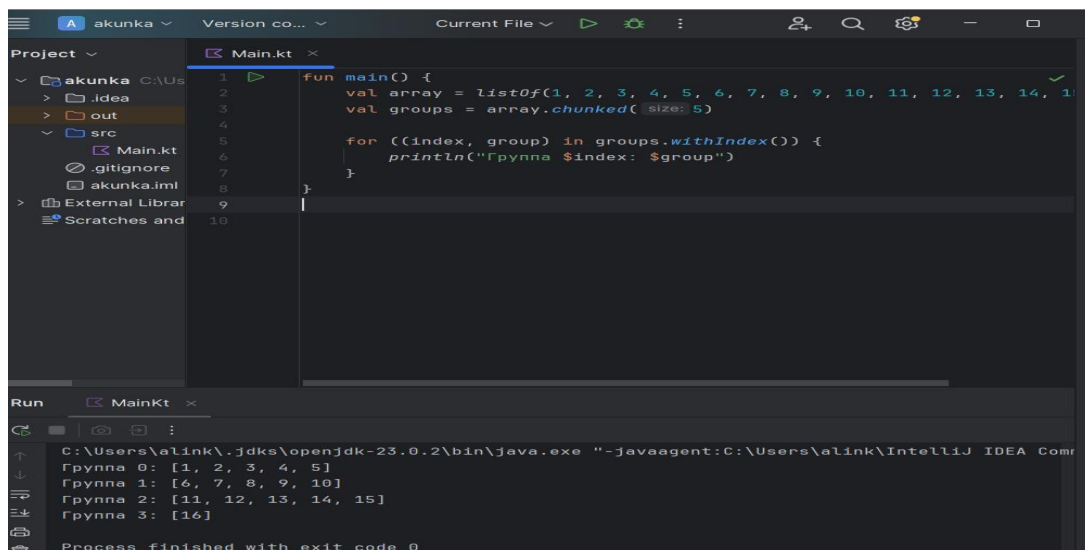 A akunka Version co... Current File
Project
Main.kt
akunka C:\Us
.idea
out
src
Main.kt
.gitignore
akunka.iml
External Librar
Scratches and
1 fun main() {
2 val array = listOf(1, 2, 3, 4, 5, 6, 7, 8, 9, 10, 11, 12, 13, 14, 1
3 val groups = array.chunked( size: 5)
4
5 for ((index, group) in groups.withIndex()) {
6 println("Группа $index: $group")
7 }
8 }
9
10
Run MainKt
C:\Users\alink\.jdks\openjdk-23.0.2\bin\java.exe "-javaagent:C:\Users\alink\IntelliJ IDEA Com
Группа 0: [1, 2, 3, 4, 5]
Группа 1: [6, 7, 8, 9, 10]
Группа 2: [11, 12, 13, 14, 15]
Группа 3: [16]
Process finished with exit code 0